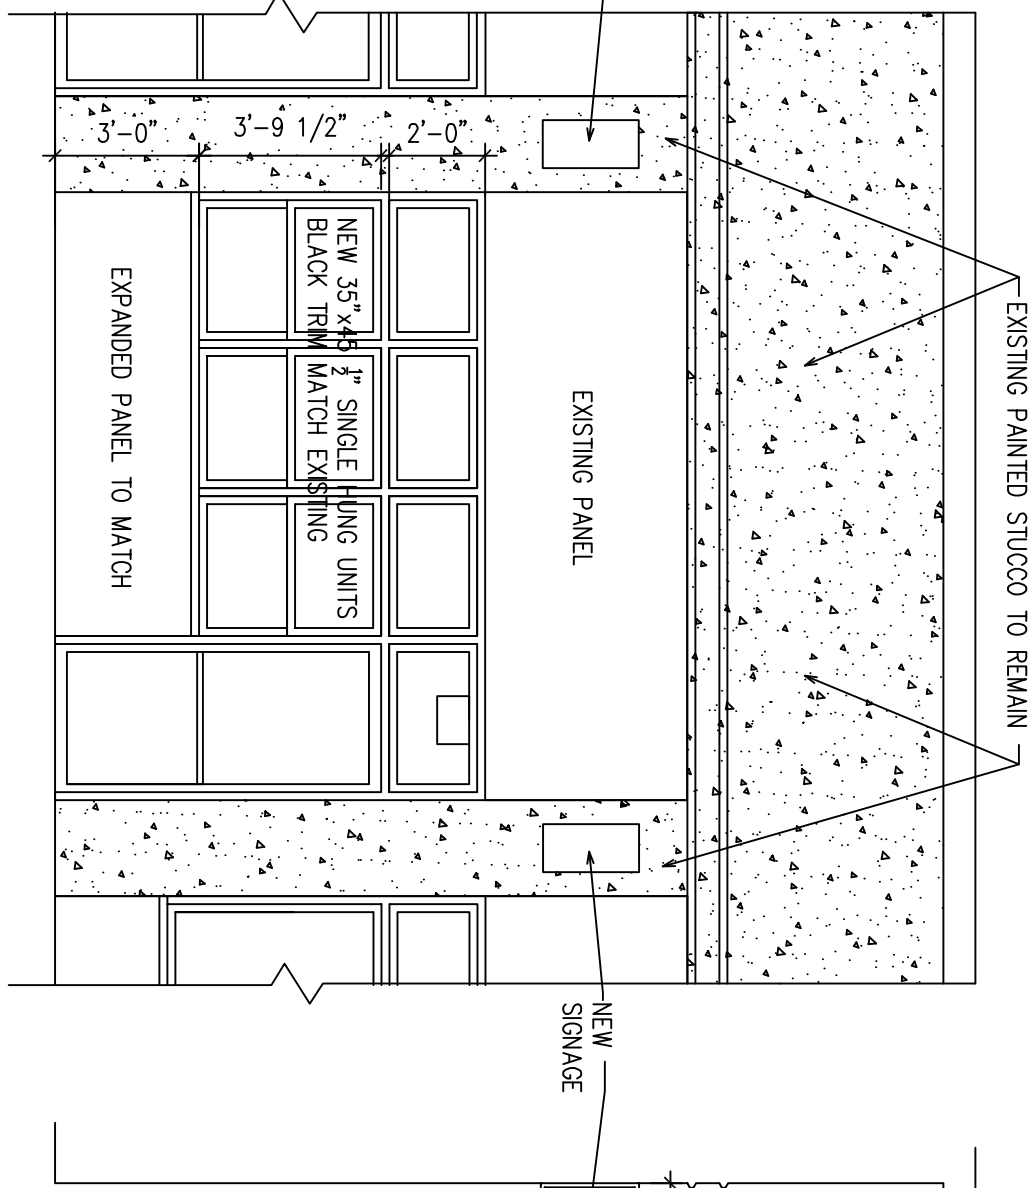 EXISTING PAINTED STUCCO TO REMAIN
EXISTING PANEL
NEW
SIGNAGE
2'-0"
3'-9 1/2"
3'-0"
NEW 35"x45 1/2" SINGLE HUNG UNITS
BLACK TRIM MATCH EXISTING
EXPANDED PANEL TO MATCH